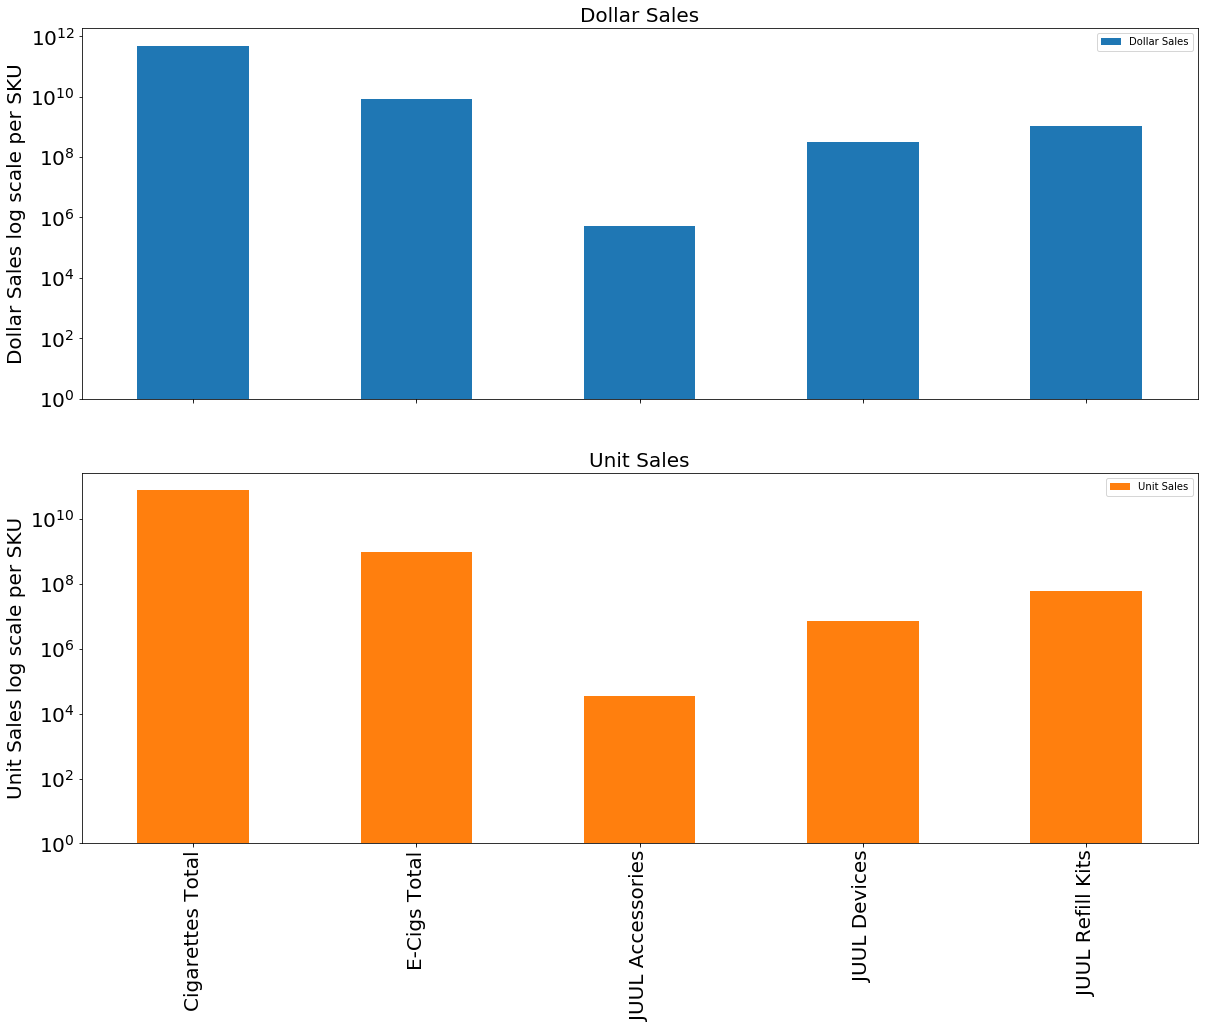 Dollar Sales
Dollar Sales
Dollar Sales log scale per SKU
10^12
10^10
10^8
10^6
10^4
10^2
10^0
Unit Sales
Unit Sales
Unit Sales log scale per SKU
10^10
10^8
10^6
10^4
10^2
10^0
Cigarettes Total
E-Cigs Total
JUUL Accessories
JUUL Devices
JUUL Refill Kits